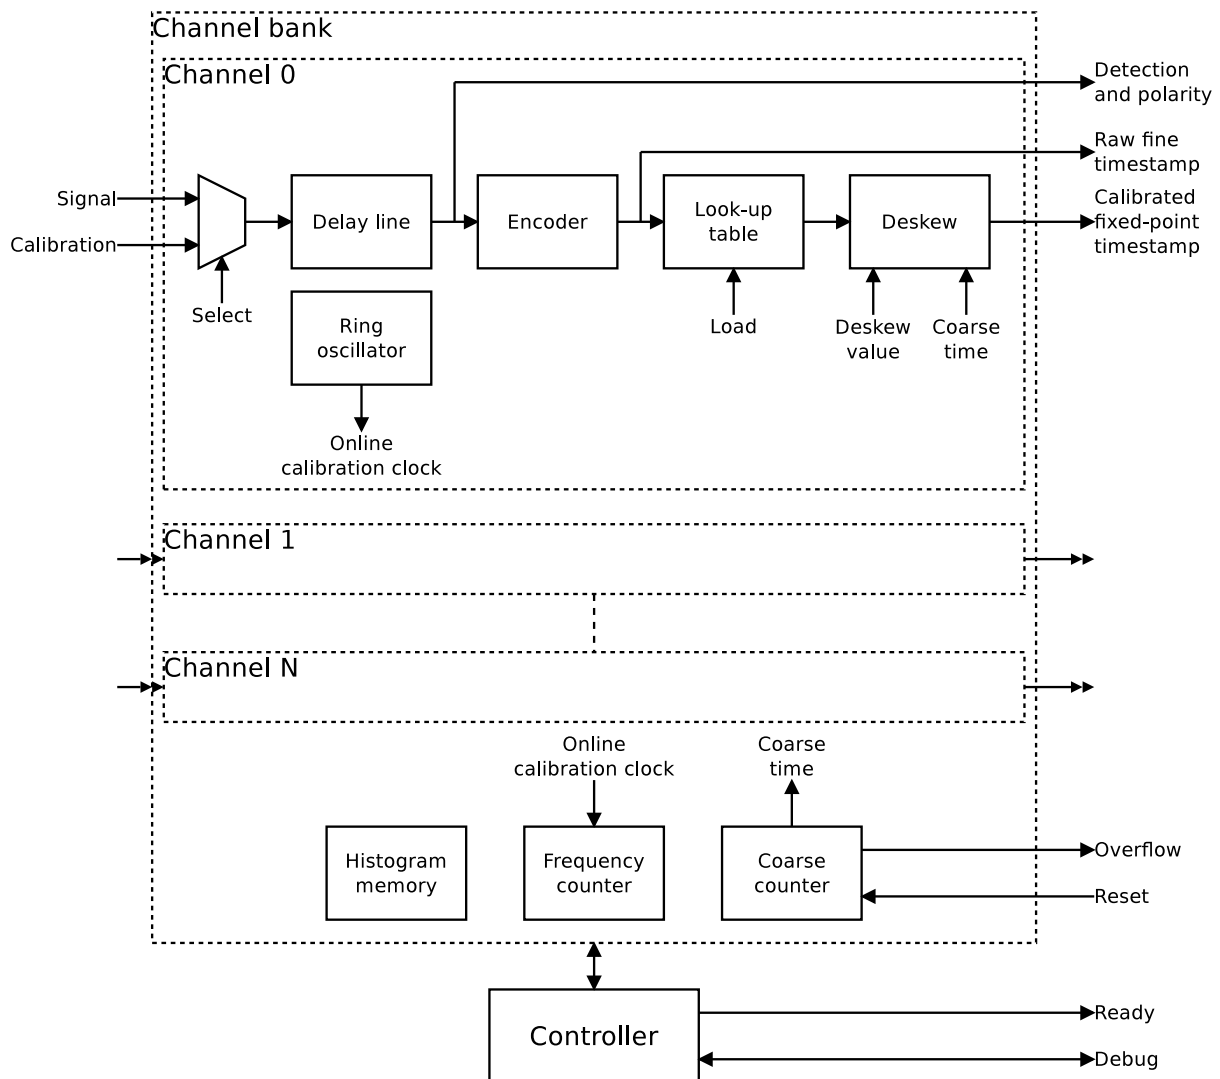 Channel bank
Channel 0
Detection
and polarity
Raw fine
timestamp
Signal
Calibration
Delay line
Encoder
Look-up
table
Deskew
Calibrated
fixed-point
timestamp
Select
Load
Deskew
value
Coarse
time
Ring
oscillator
Online
calibration clock
Channel 1
Channel N
Online
calibration clock
Coarse
time
Histogram
memory
Frequency
counter
Coarse
counter
Overflow
Reset
Controller
Ready
Debug